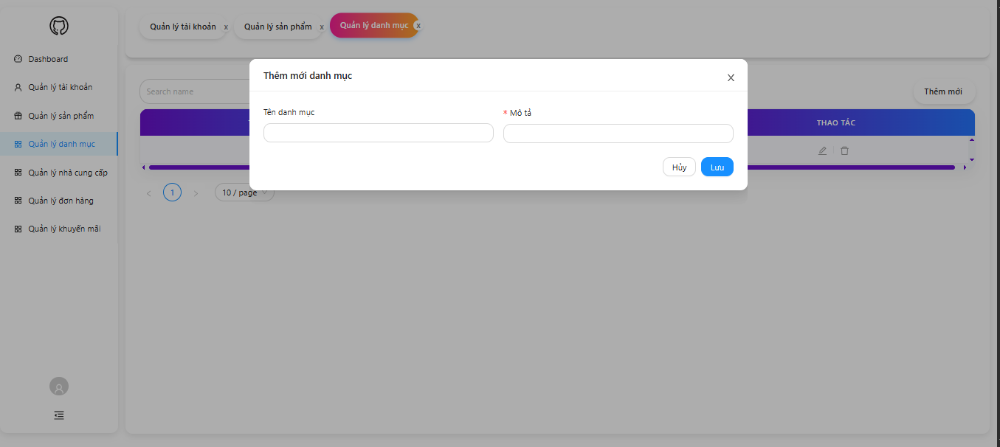 Quản lý tài khoản x
Quản lý sản phẩm x
Quản lý danh mục x
Dashboard
Quản lý tài khoản
Quản lý sản phẩm
Quản lý danh mục
Quản lý nhà cung cấp
Quản lý đơn hàng
Quản lý khuyến mãi
Search name
Thêm mới
THAO TÁC
1
10 / page
Thêm mới danh mục
Tên danh mục
* Mô tả
Hủy
Lưu